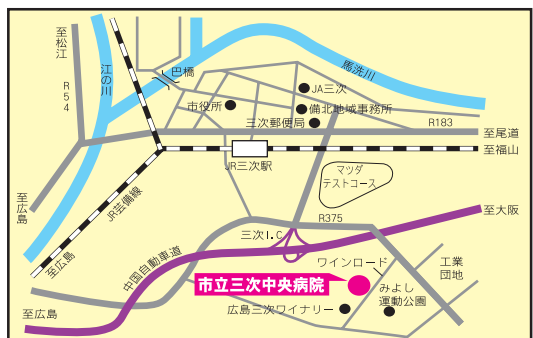 至松江
R54
江の川
巴橋
馬洗川
JA三次
市役所
備北地域事務所
三次郵便局
R183
至尾道
至福山
JR三次駅
マツダ
テストコース
至広島
JR芸備線
至広島
R375
至大阪
三次I.C
中国自動車道
ワインロード
工業
団地
市立三次中央病院
みよし
運動公園
広島三次ワイナリー
至広島